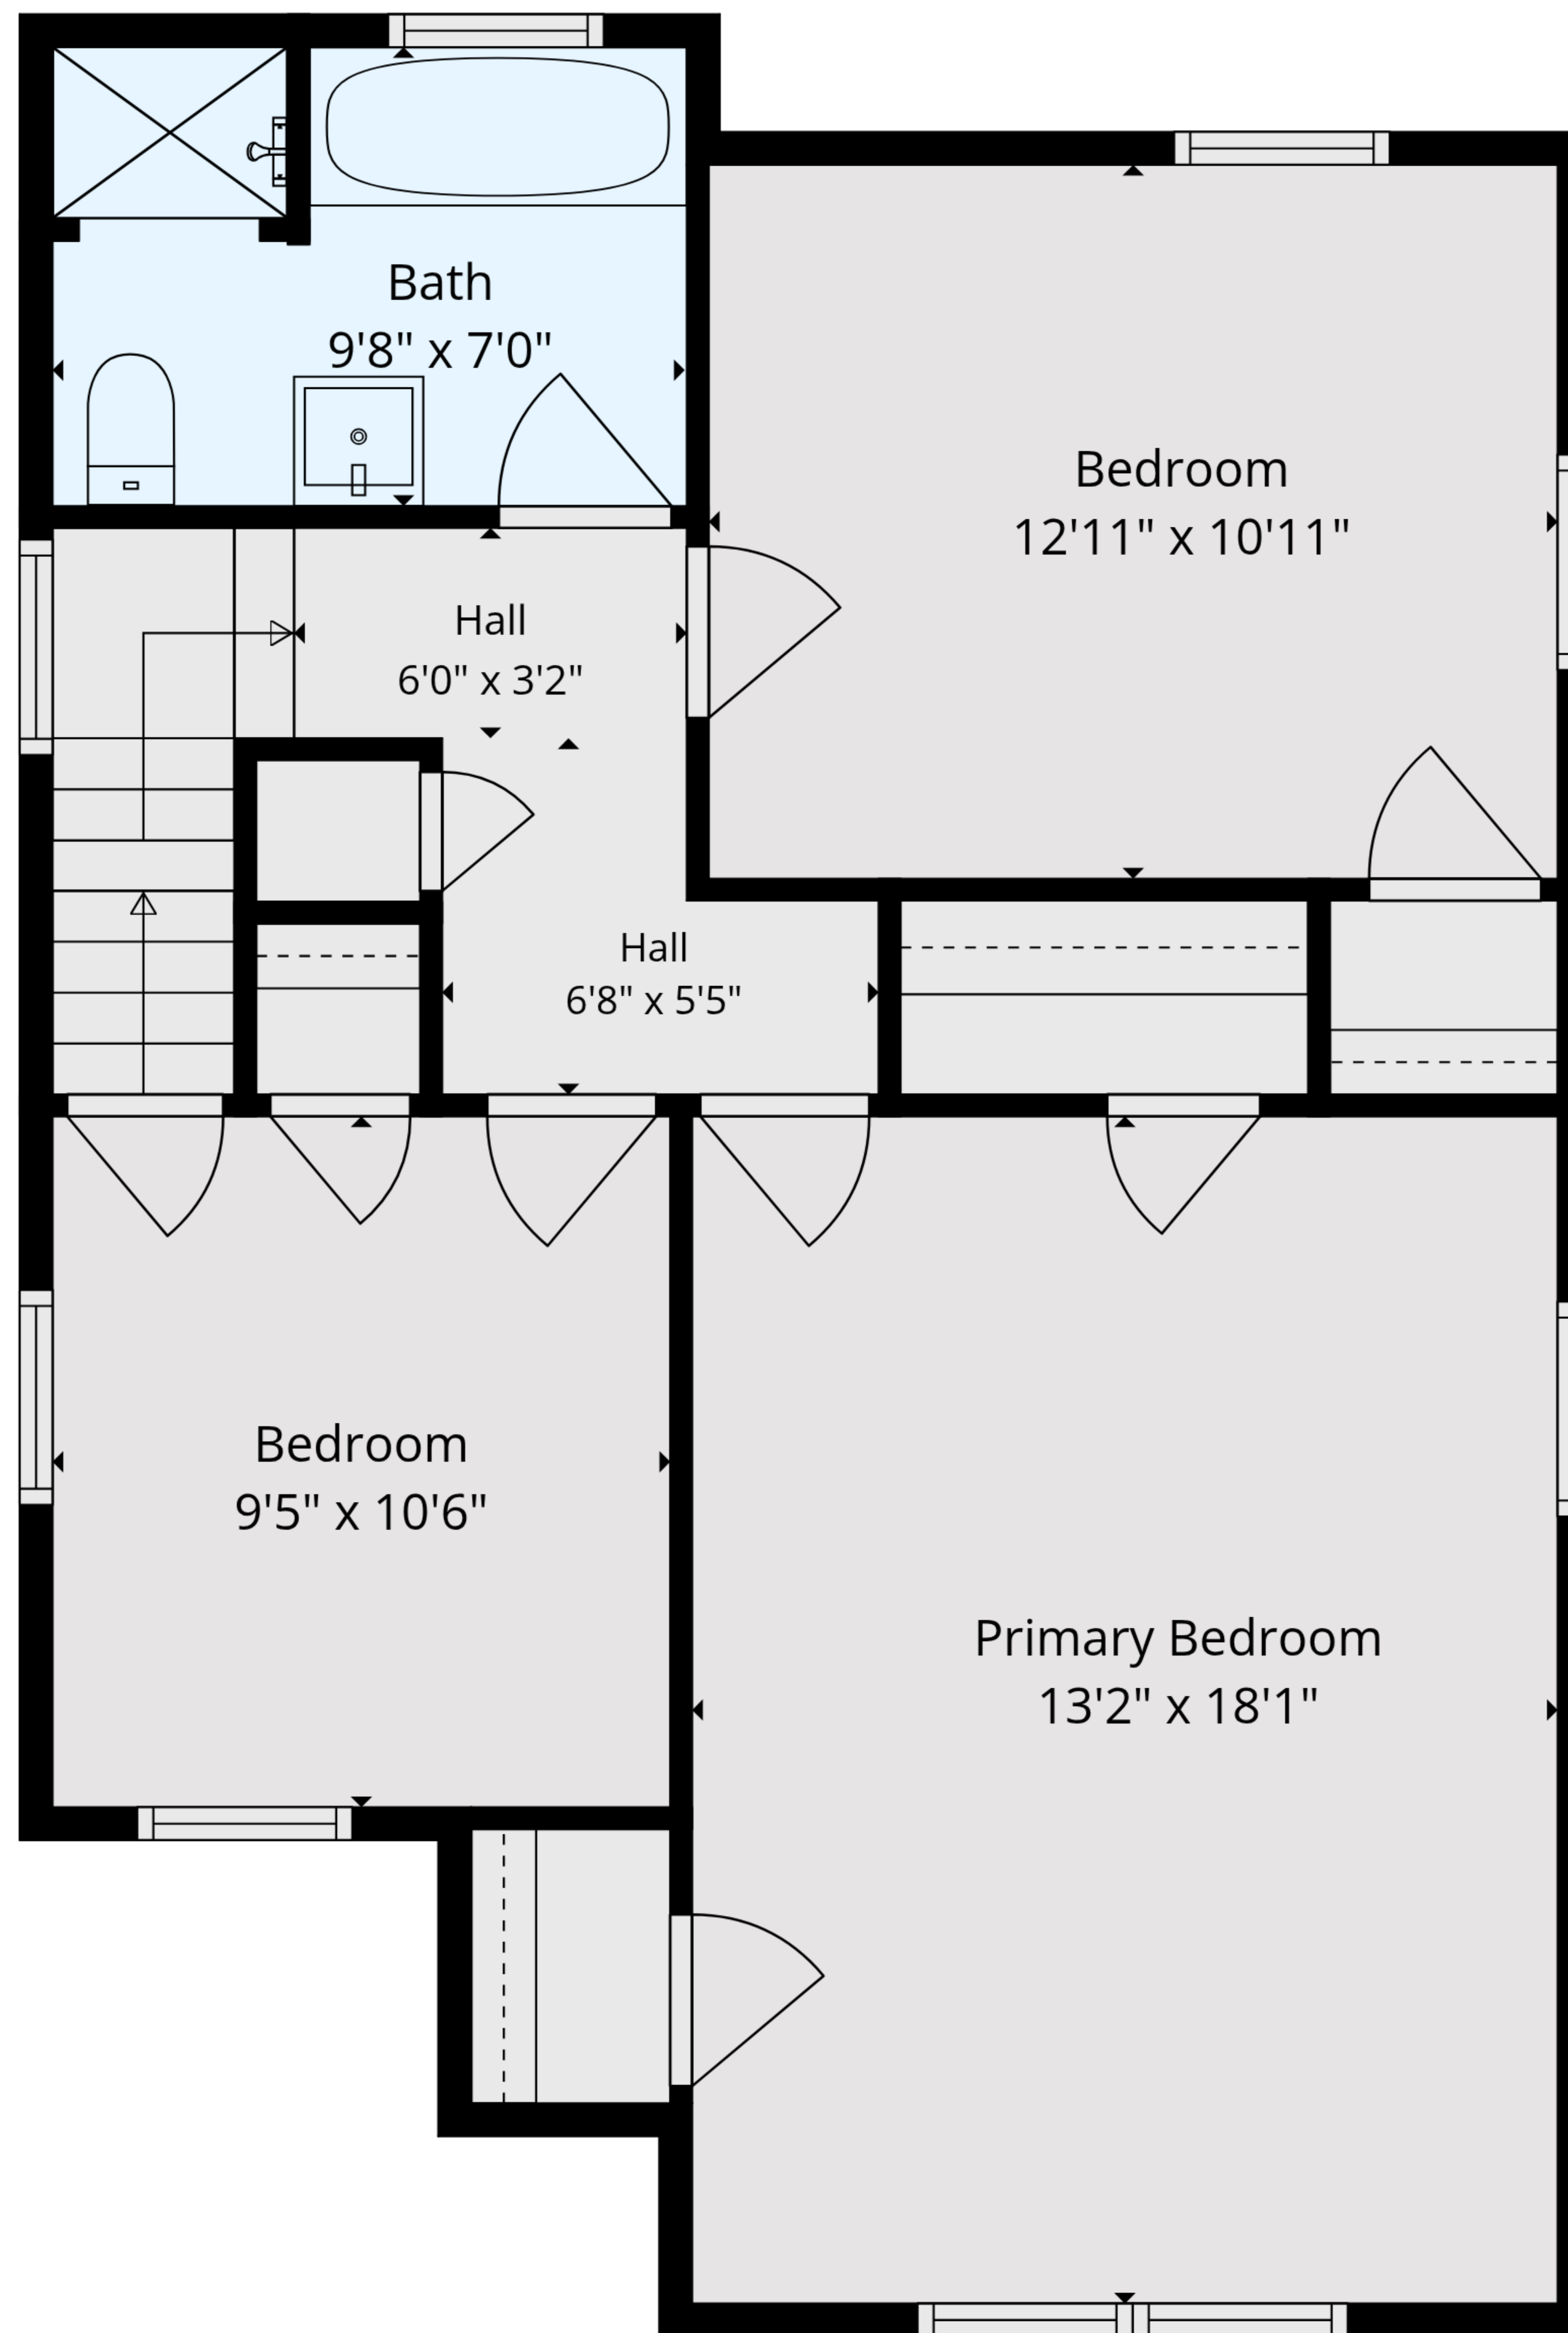 Bath
9'8" x 7'0"
Bedroom
12'11" x 10'11"
Hall
6'0" x 3'2"
Hall
6'8" x 5'5"
Bedroom
9'5" x 10'6"
Primary Bedroom
13'2" x 18'1"